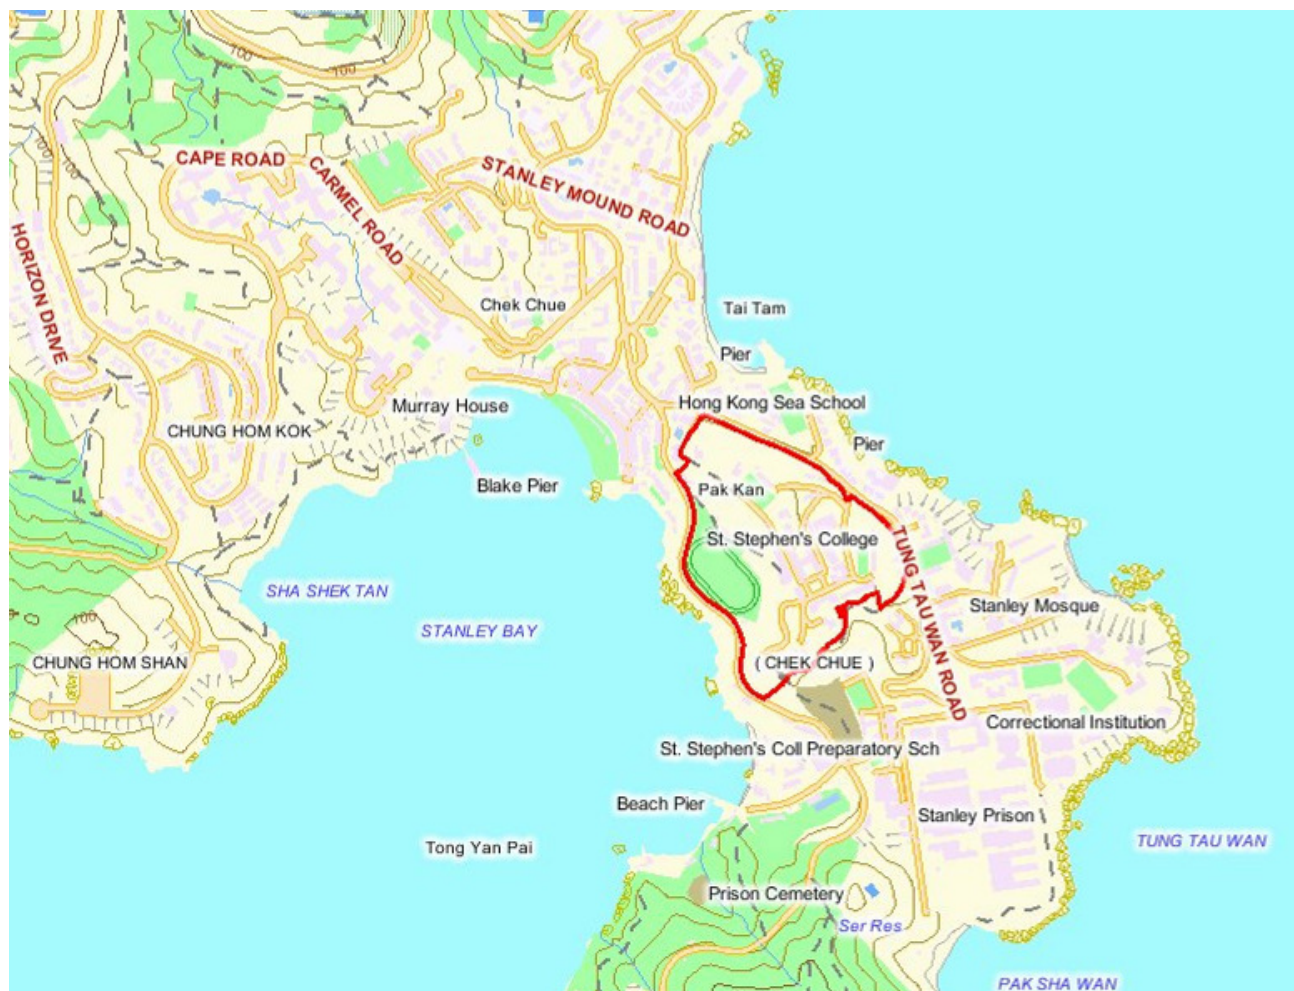 100
100
CAPE ROAD
CARMEL ROAD
STANLEY MOUND ROAD
100
100
HORIZON DRIVE
Chek Chue
Tai Tam
Pier
Murray House
Hong Kong Sea School
CHUNG HOM KOK
Pier
Blake Pier
Pak Kan
St. Stephen's College
TUNG TAU WAN ROAD
SHA SHEK TAN
Stanley Mosque
100
STANLEY BAY
CHUNG HOM SHAN
( CHEK CHUE )
Correctional Institution
St. Stephen's Coll Preparatory Sch
Beach Pier
Stanley Prison
Tong Yan Pai
TUNG TAU WAN
Prison Cemetery
Ser Res
PAK SHA WAN